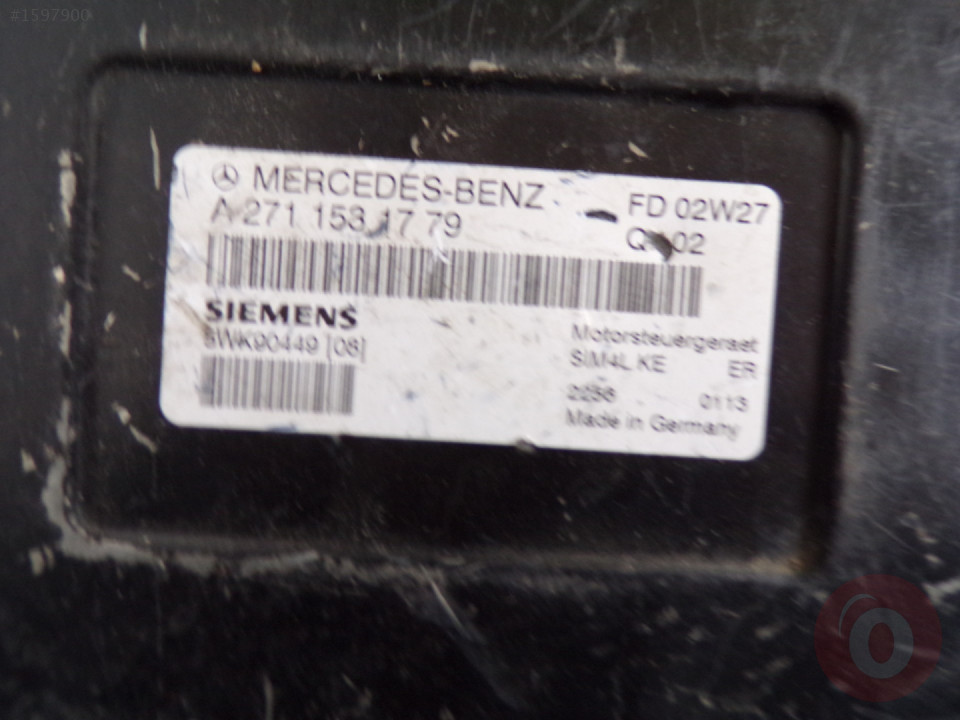 #1597900
MERCEDES-BENZ FD 02W27
A 271 153 17 79
SIEMENS Motorsteuergeraet
5WK90449 [06] SIM4L KE ER
2256 0113
Made in Germany
O